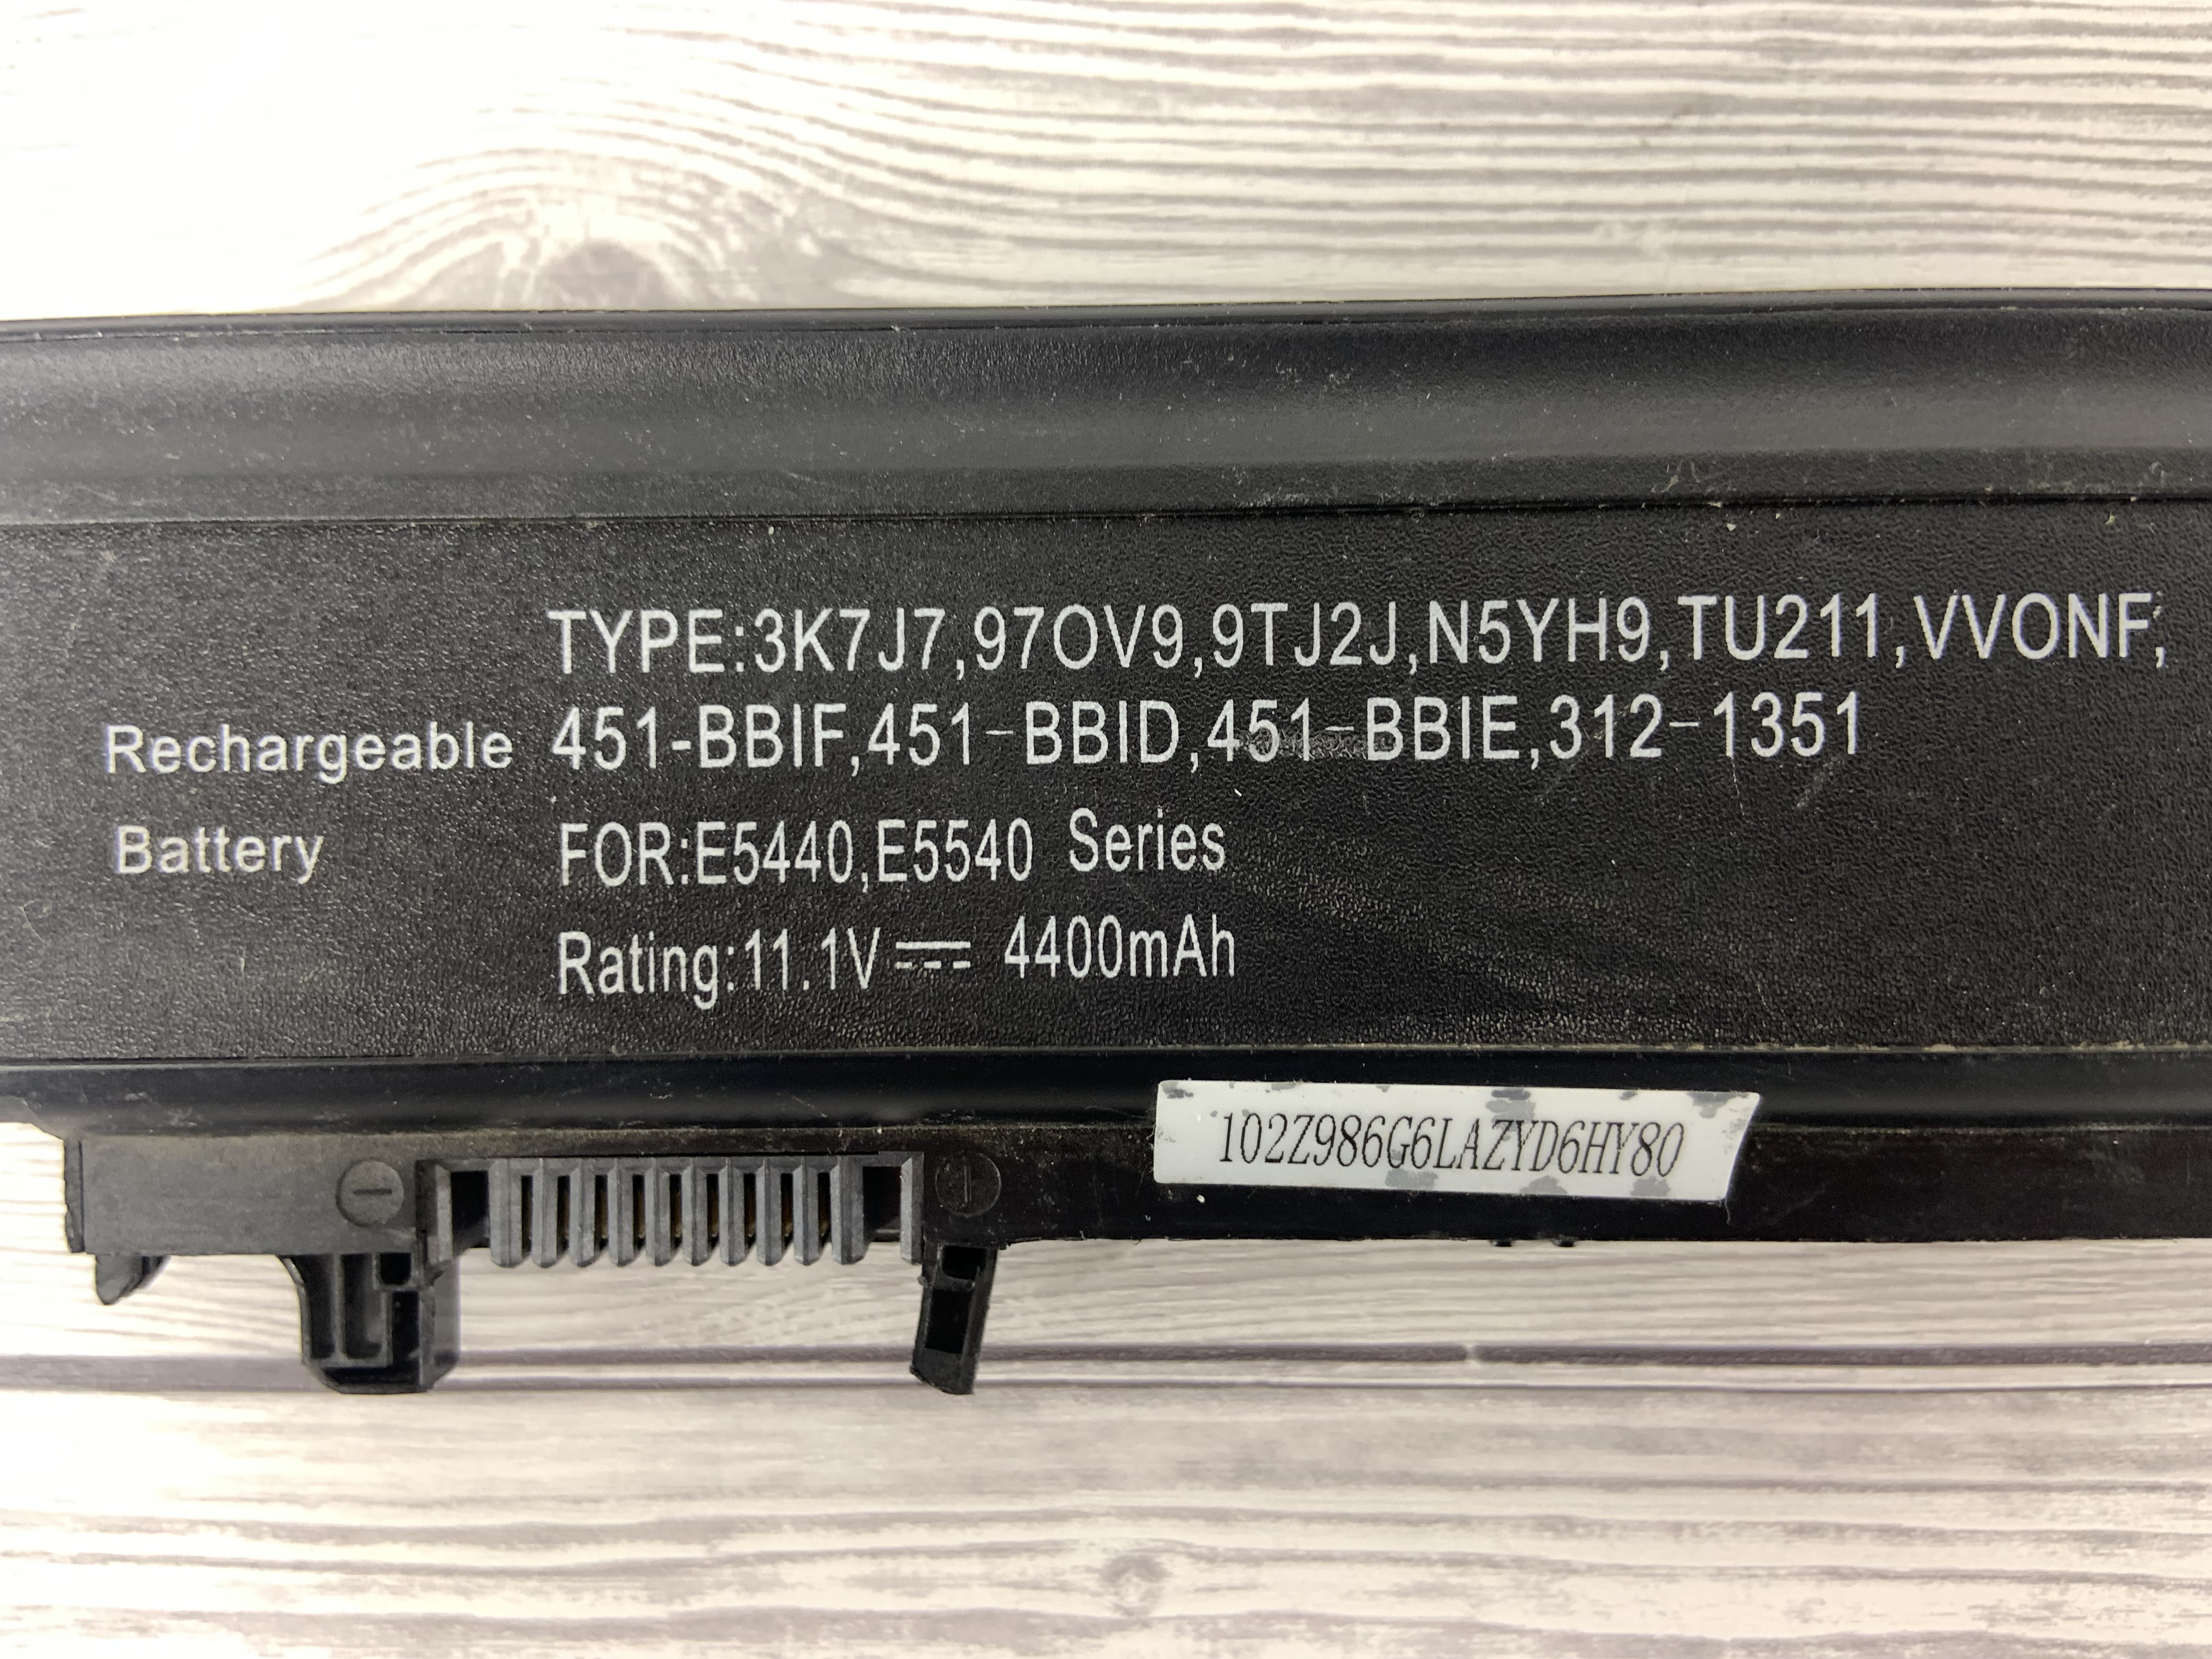 TYPE:3K7J7,97OV9,9TJ2J,N5YH9,TU211,VVONF,
451-BBIF,451-BBID,451-BBIE,312-1351
Rechargeable
Battery
FOR:E5440,E5540 Series
Rating:11.1V⎓ 4400mAh
102Z986G6LAZYD6HY80